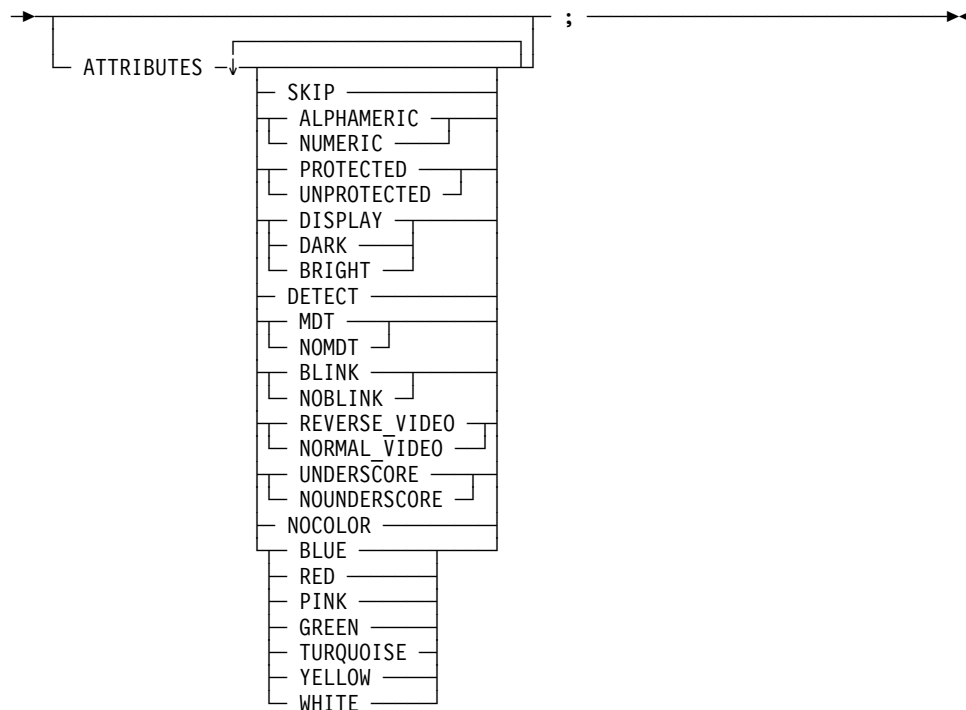 ;
ATTRIBUTES
SKIP
ALPHAMERIC
NUMERIC
PROTECTED
UNPROTECTED
DISPLAY
DARK
BRIGHT
DETECT
MDT
NOMDT
BLINK
NOBLINK
REVERSE_VIDEO
NORMAL_VIDEO
UNDERSCORE
NOUNDERSCORE
NOCOLOR
BLUE
RED
PINK
GREEN
TURQUOISE
YELLOW
WHITE